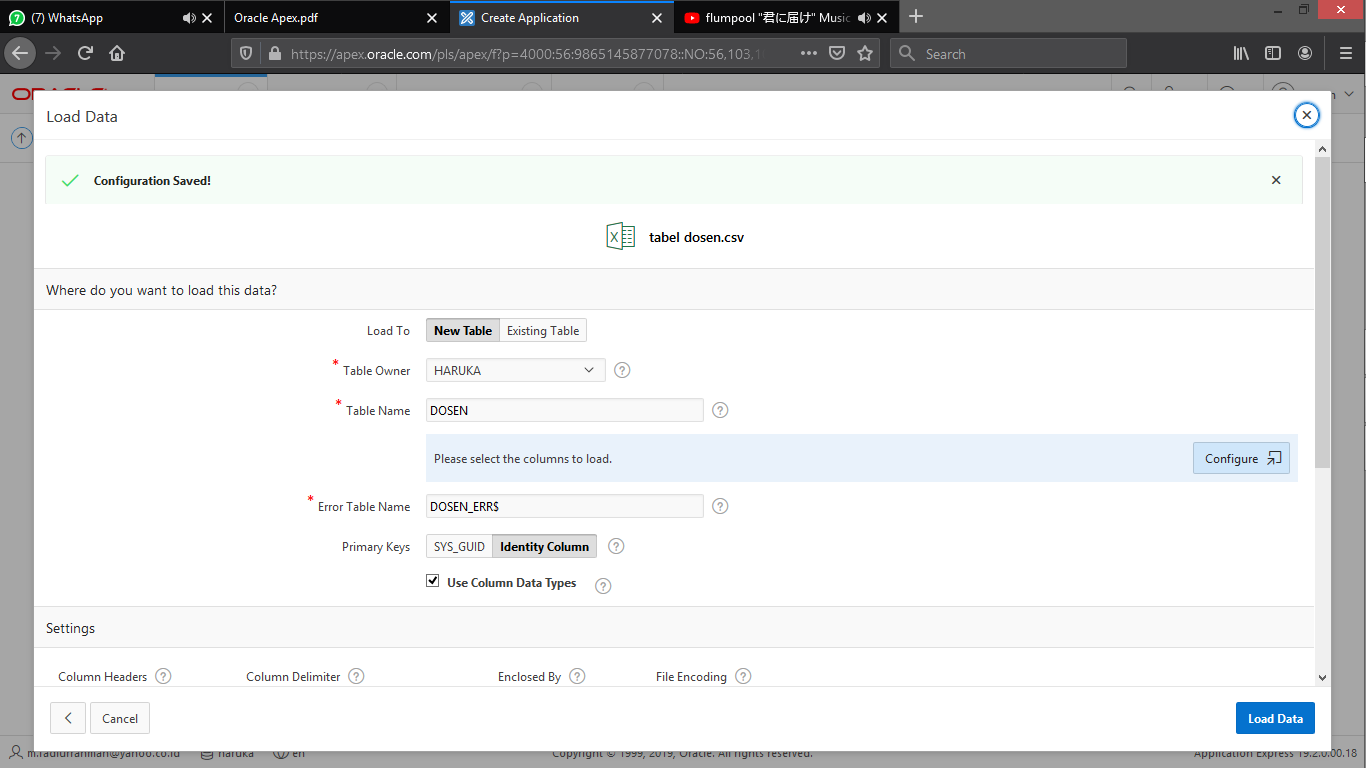 (7) WhatsApp
Oracle Apex.pdf
Create Application
flumpool "君に届け" Music
https://apex.oracle.com/pls/apex/f?p=4000:56:9865145877078::NO:56,103,1
Search
Load Data
Configuration Saved!
tabel dosen.csv
Where do you want to load this data?
Load To New Table Existing Table
* Table Owner HARUKA
* Table Name DOSEN
Please select the columns to load. Configure
* Error Table Name DOSEN_ERR$
Primary Keys SYS_GUID Identity Column
Use Column Data Types
Settings
Column Headers Column Delimiter Enclosed By File Encoding
Cancel Load Data
haruka en Copyright © 1999, 2019, Oracle. All rights reserved. Application Express 19.2.0.00.18